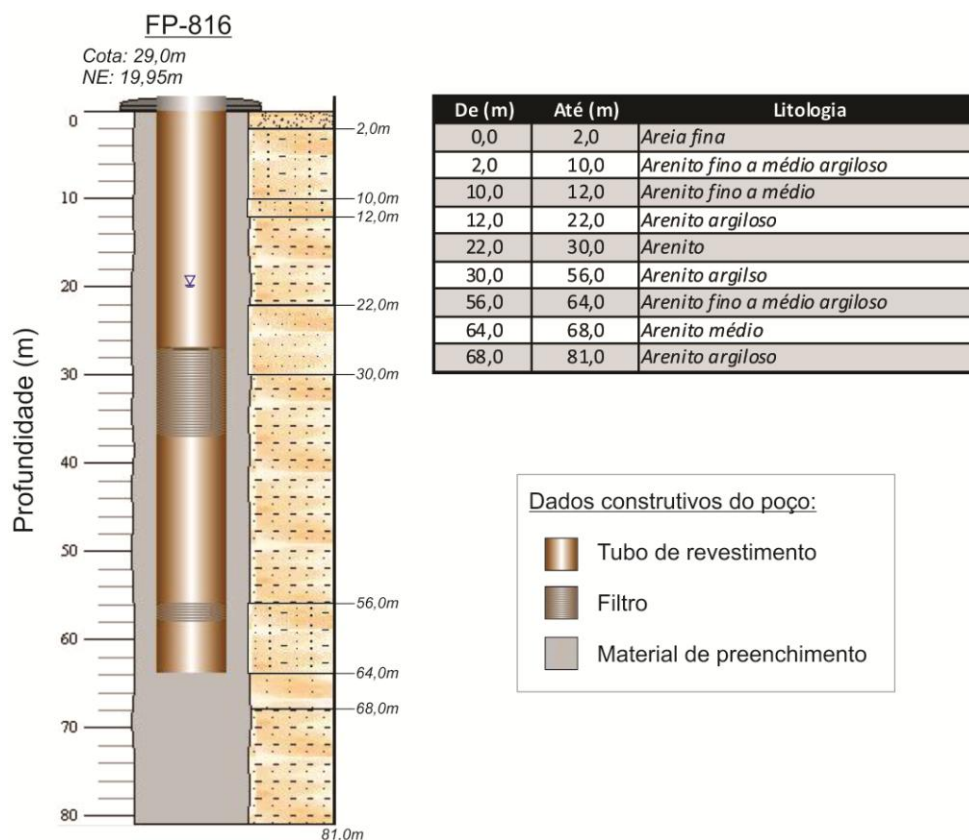 FP-816
Cota: 29,0m
NE: 19,95m
Profundidade (m)
0
10
20
30
40
50
60
70
80
2,0m
10,0m
12,0m
22,0m
30,0m
56,0m
64,0m
68,0m
81,0m
De (m) Até (m) Litologia
0,0 2,0 Areia fina
2,0 10,0 Arenito fino a médio argiloso
10,0 12,0 Arenito fino a médio
12,0 22,0 Arenito argiloso
22,0 30,0 Arenito
30,0 56,0 Arenito argilso
56,0 64,0 Arenito fino a médio argiloso
64,0 68,0 Arenito médio
68,0 81,0 Arenito argiloso
Dados construtivos do poço:
Tubo de revestimento
Filtro
Material de preenchimento